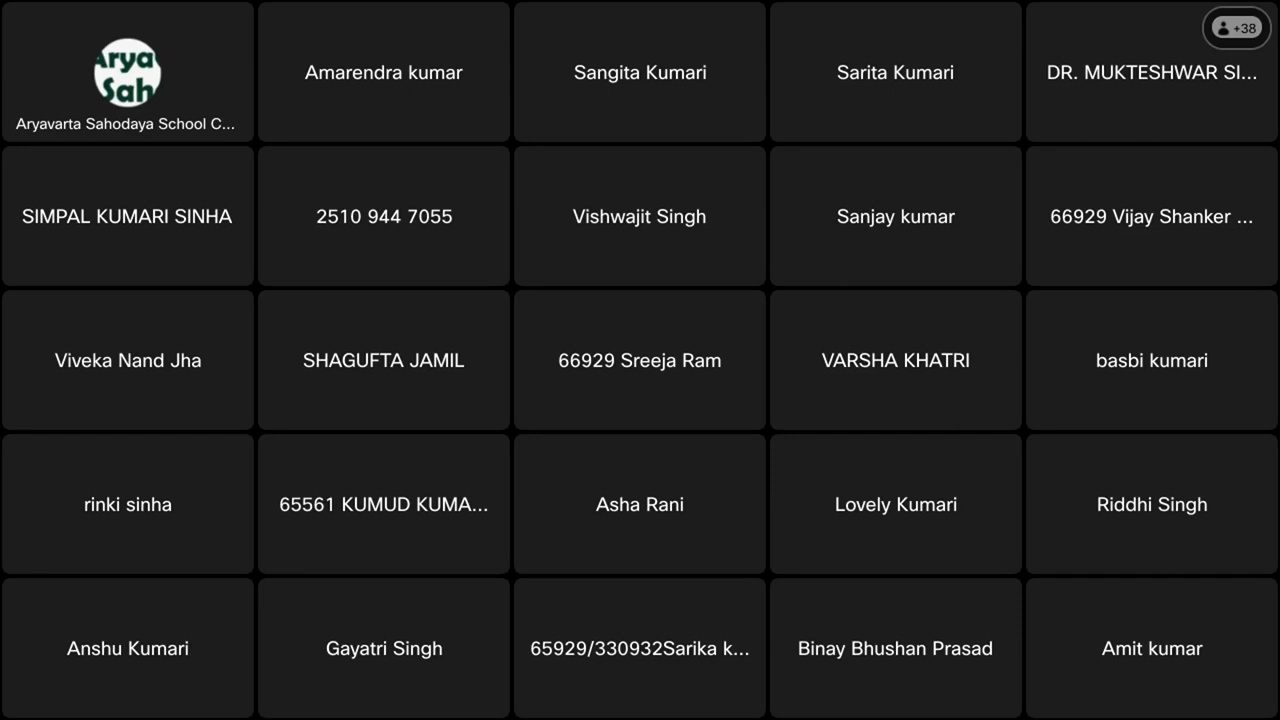 Arya
Sah
Aryavarta Sahodaya School C...
Amarendra kumar
Sangita Kumari
Sarita Kumari
+38
DR. MUKTESHWAR SI...
SIMPAL KUMARI SINHA
2510 944 7055
Vishwajit Singh
Sanjay kumar
66929 Vijay Shanker ...
Viveka Nand Jha
SHAGUFTA JAMIL
66929 Sreeja Ram
VARSHA KHATRI
basbi kumari
rinki sinha
65561 KUMUD KUMA...
Asha Rani
Lovely Kumari
Riddhi Singh
Anshu Kumari
Gayatri Singh
65929/330932Sarika k...
Binay Bhushan Prasad
Amit kumar